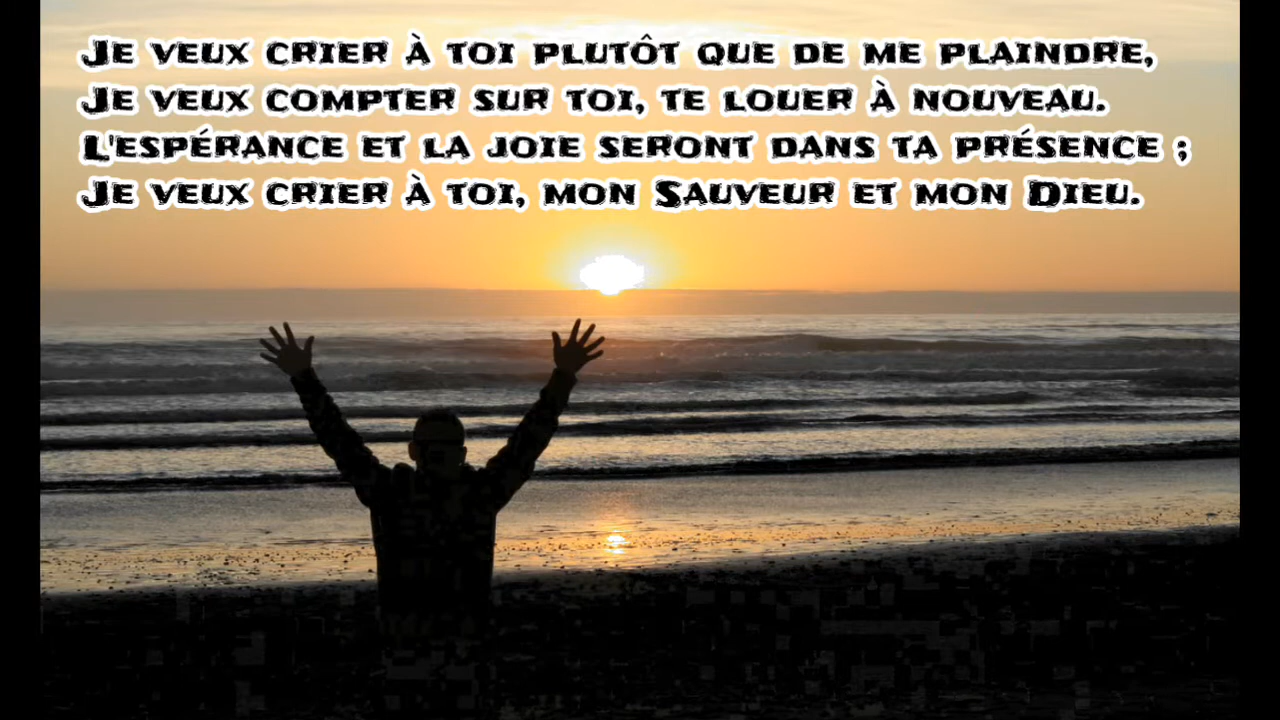 Je veux crier à toi plutôt que de me plaindre,
Je veux compter sur toi, te louer à nouveau.
L'espérance et la joie seront dans ta présence ;
Je veux crier à toi, mon Sauveur et mon Dieu.